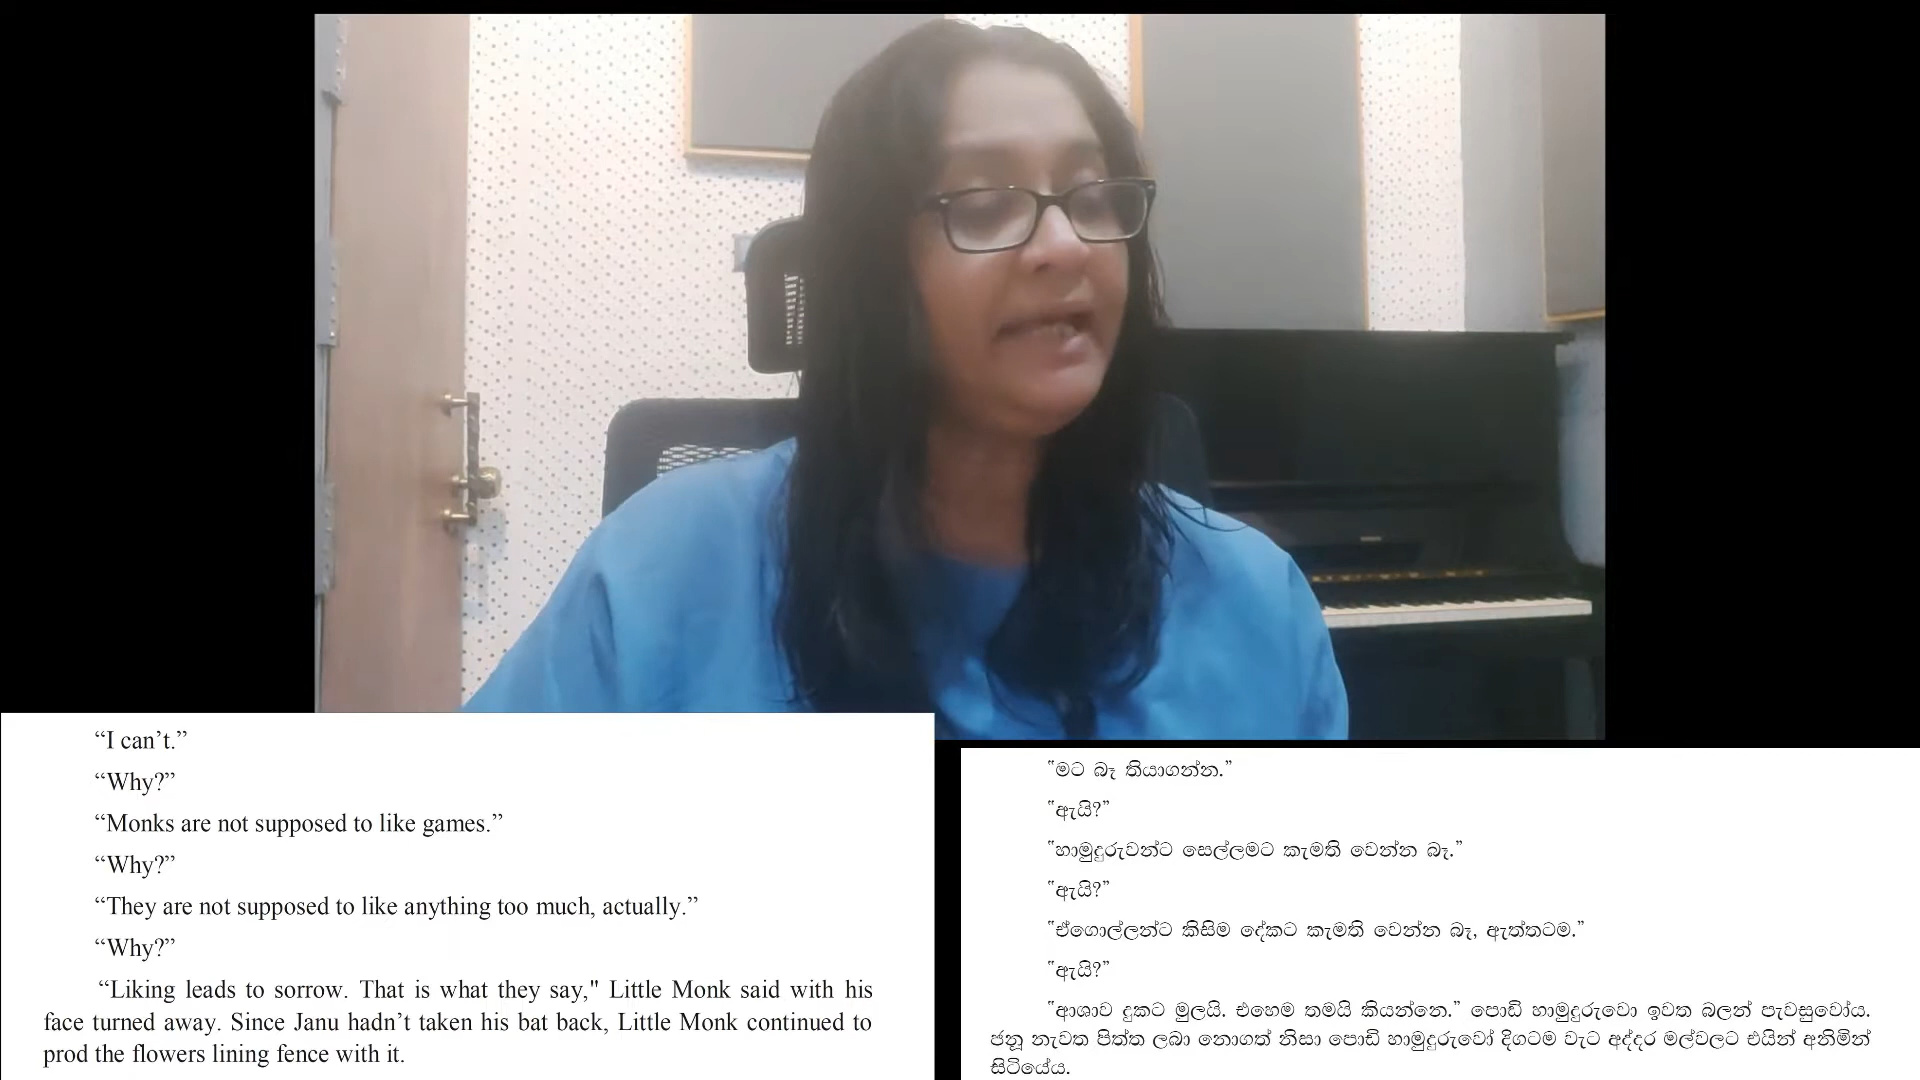 “I can’t.”
“Why?”
“Monks are not supposed to like games.”
“Why?”
“They are not supposed to like anything too much, actually.”
“Why?”
“Liking leads to sorrow. That is what they say," Little Monk said with his
face turned away. Since Janu hadn’t taken his bat back, Little Monk continued to
prod the flowers lining fence with it.
“මට බෑ තියාගන්න.”
“ඇයි?”
“හාමුදුරුවන්ට සෙල්ලමට කැමති වෙන්න බෑ.”
“ඇයි?”
“ඒගොල්ලන්ට කිසිම දේකට කැමති වෙන්න බෑ, ඇත්තටම.”
“ඇයි?”
“ආශාව දුකට මුලයි. එහෙම තමයි කියන්නෙ.” පොඩි හාමුදුරුවො ඉවත බලන් පැවසුවෝය.
ජනූ නැවත පිත්ත ලබා නොගත් නිසා පොඩි හාමුදුරුවෝ දිගටම වැට අද්දර මල්වලට එයින් අනිමින්
සිටියේය.